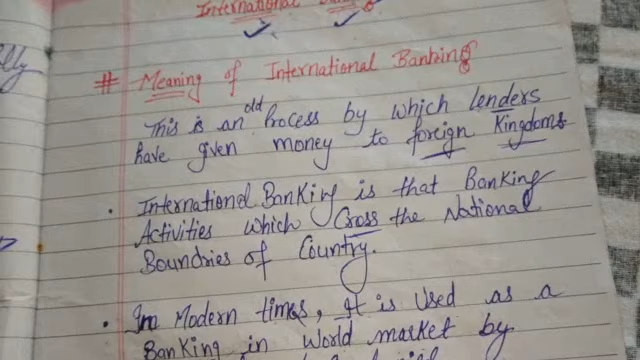 International
# Meaning of International Banking
This is an old Process by which lenders
have given money to foreign Kingdoms
• International Banking is that Banking
Activities which Cross the National
Boundries of Country.
• In Modern times, It is Used as a
Banking in World market by